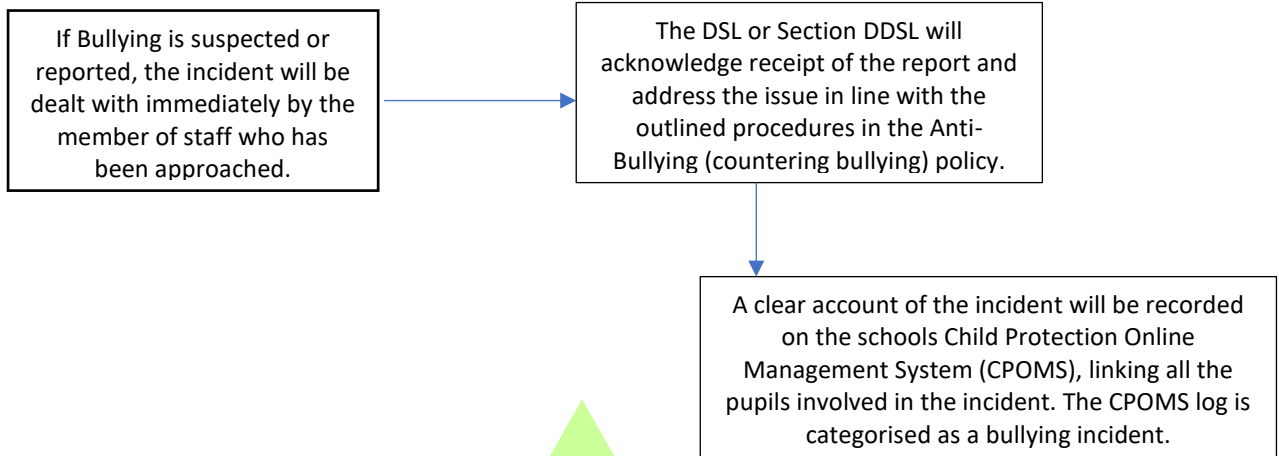 If Bullying is suspected or
reported, the incident will be
dealt with immediately by the
member of staff who has
been approached.
The DSL or Section DDSL will
acknowledge receipt of the report and
address the issue in line with the
outlined procedures in the Anti-
Bullying (countering bullying) policy.
A clear account of the incident will be recorded
on the schools Child Protection Online
Management System (CPOMS), linking all the
pupils involved in the incident. The CPOMS log is
categorised as a bullying incident.